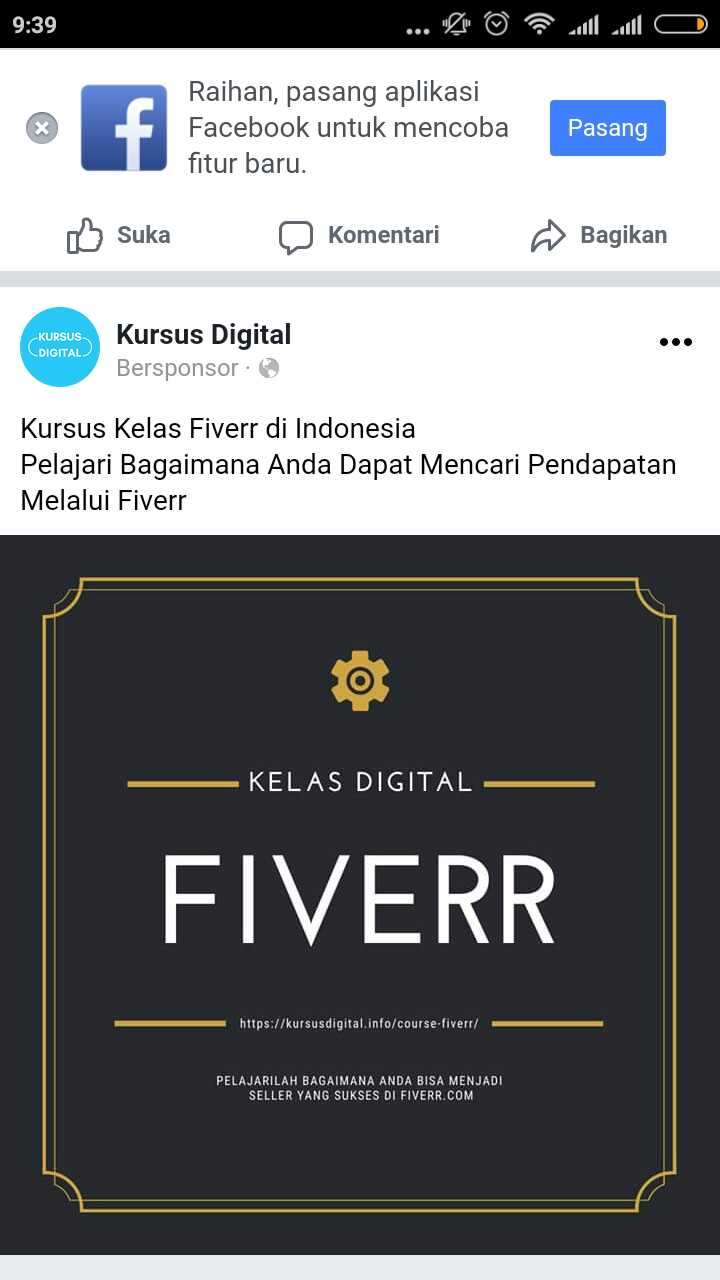 9:39
Raihan, pasang aplikasi
Facebook untuk mencoba
fitur baru.
Pasang
Suka
Komentari
Bagikan
KURSUS
DIGITAL
Kursus Digital
Bersponsor ·
Kursus Kelas Fiverr di Indonesia
Pelajari Bagaimana Anda Dapat Mencari Pendapatan
Melalui Fiverr
KELAS DIGITAL
FIVERR
https://kursusdigital.info/course-fiverr/
PELAJARILAH BAGAIMANA ANDA BISA MENJADI
SELLER YANG SUKSES DI FIVERR.COM